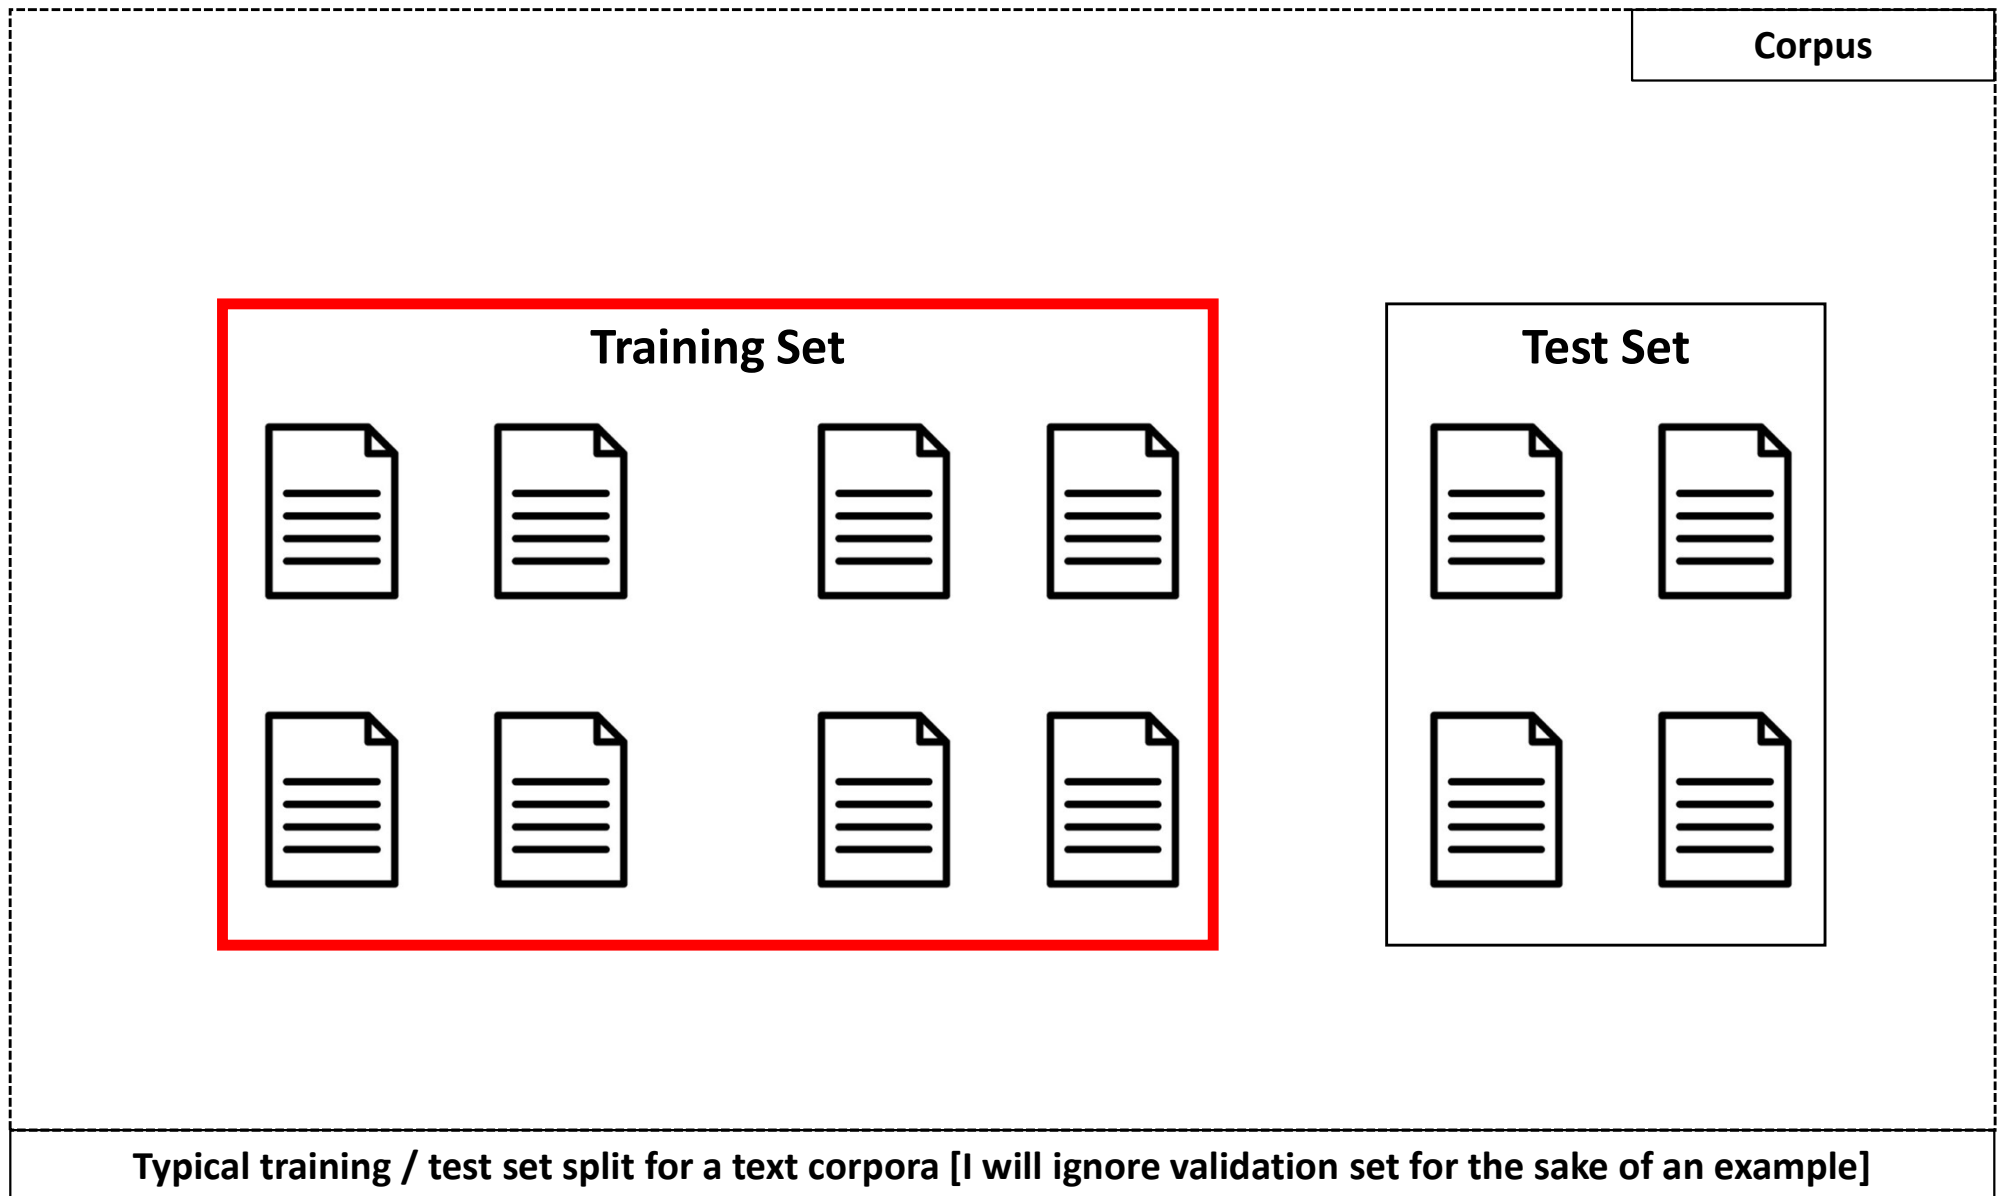 Corpus
Training Set
Test Set
Typical training / test set split for a text corpora [I will ignore validation set for the sake of an example]